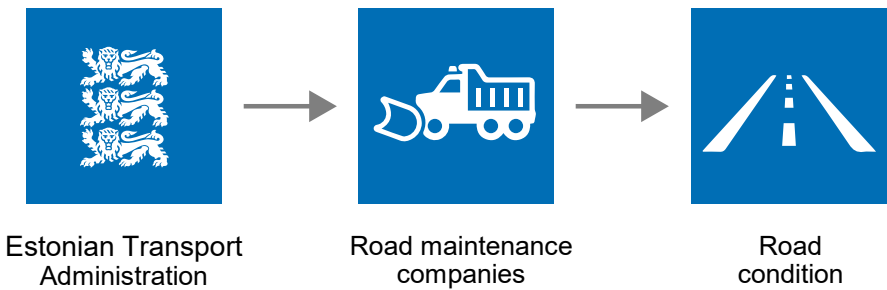 Estonian Transport
Administration
Road maintenance
companies
Road
condition